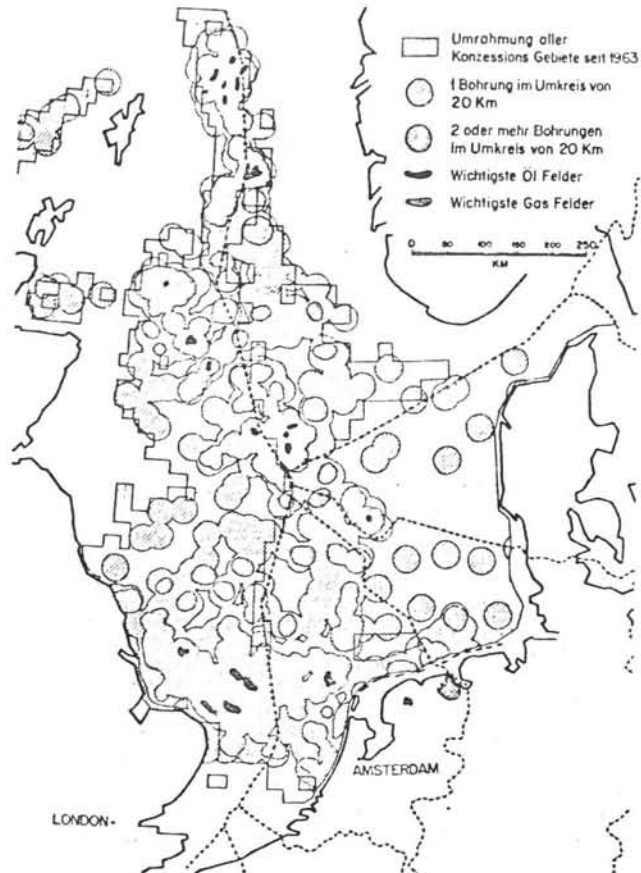 Umrahmung aller
Konzessions Gebiete seit 1963
1 Bohrung im Umkreis von
20 Km
2 oder mehr Bohrungen
Im Umkreis von 20 Km
Wichtigste Öl Felder
Wichtigste Gas Felder
0 50 100 150 200 250
KM
AMSTERDAM
LONDON